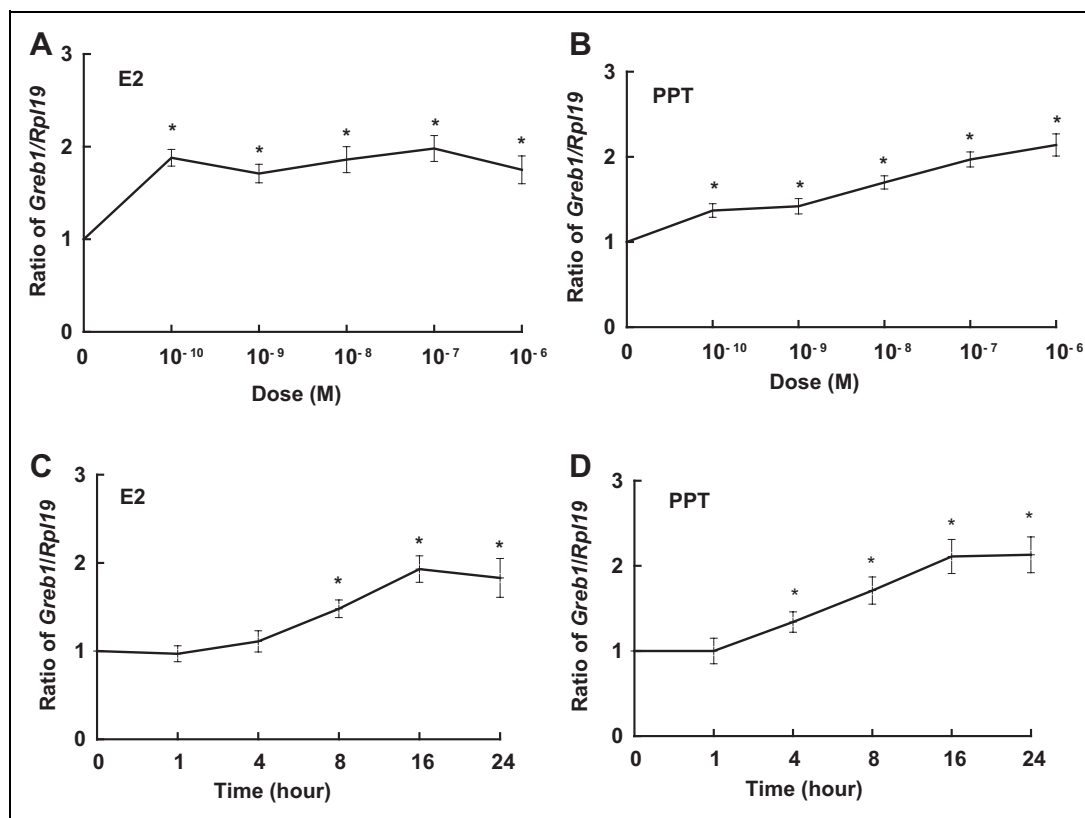 A
E2
Ratio of Greb1/Rpl19
3
2
1
0
* * * * *
0 10⁻¹⁰ 10⁻⁹ 10⁻⁸ 10⁻⁷ 10⁻⁶
Dose (M)
B
PPT
Ratio of Greb1/Rpl19
3
2
1
0
* * * * *
0 10⁻¹⁰ 10⁻⁹ 10⁻⁸ 10⁻⁷ 10⁻⁶
Dose (M)
C
E2
Ratio of Greb1/Rpl19
3
2
1
0
* * *
0 1 4 8 16 24
Time (hour)
D
PPT
Ratio of Greb1/Rpl19
3
2
1
0
* * * *
0 1 4 8 16 24
Time (hour)